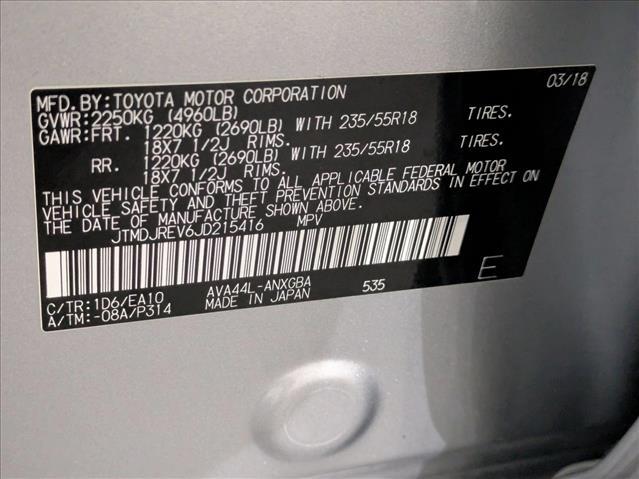 03/18
MFD.BY:TOYOTA MOTOR CORPORATION
GVWR:2250KG (4960LB)
GAWR:FRT. 1220KG (2690LB) WITH 235/55R18 TIRES.
18X7 1/2J RIMS.
RR. 1220KG (2690LB) WITH 235/55R18 TIRES.
18X7 1/2J RIMS.
THIS VEHICLE CONFORMS TO ALL APPLICABLE FEDERAL MOTOR
VEHICLE SAFETY AND THEFT PREVENTION STANDARDS IN EFFECT ON
THE DATE OF MANUFACTURE SHOWN ABOVE.
JTMDJREV6JD215416 MPV
E
C/TR:1D6/EA10 AVA44L-ANXGBA 535
A/TM:-08A/P314 MADE IN JAPAN